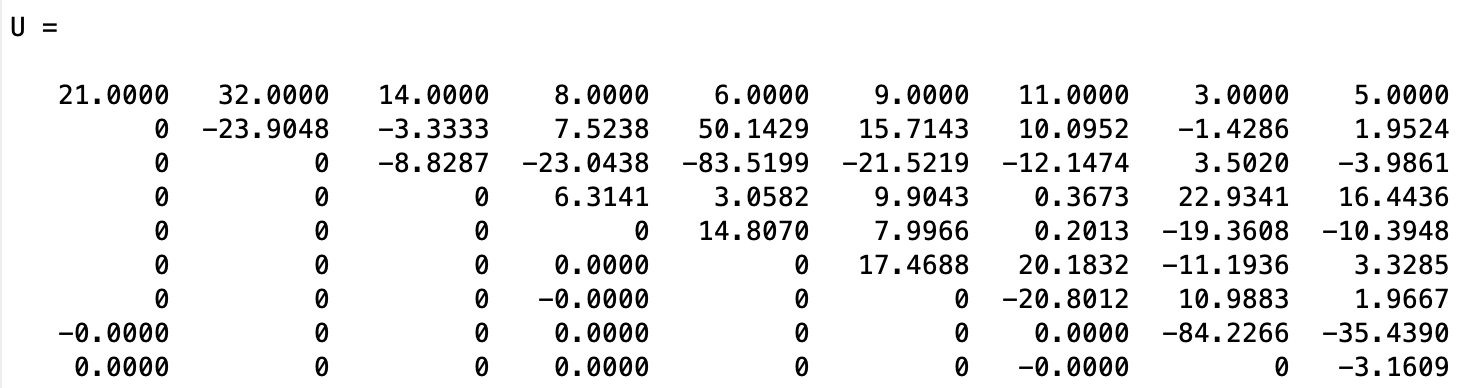 U =
21.0000 32.0000 14.0000 8.0000 6.0000 9.0000 11.0000 3.0000 5.0000
0 -23.9048 -3.3333 7.5238 50.1429 15.7143 10.0952 -1.4286 1.9524
0 0 -8.8287 -23.0438 -83.5199 -21.5219 -12.1474 3.5020 -3.9861
0 0 0 6.3141 3.0582 9.9043 0.3673 22.9341 16.4436
0 0 0 0 14.8070 7.9966 0.2013 -19.3608 -10.3948
0 0 0 0.0000 0 17.4688 20.1832 -11.1936 3.3285
0 0 0 -0.0000 0 0 -20.8012 10.9883 1.9667
-0.0000 0 0 0.0000 0 0 0.0000 -84.2266 -35.4390
0.0000 0 0 0.0000 0 0 -0.0000 0 -3.1609